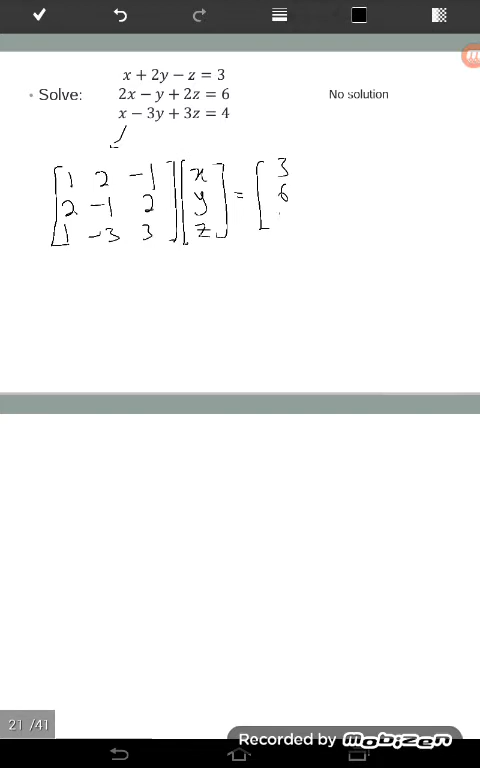 x + 2y − z = 3
• Solve: 2x − y + 2z = 6 No solution
x − 3y + 3z = 4
[1 2 -1] [x] = [3
[2 -1 2] [y] [6
[1 -3 3] [z] [
21 /41
Recorded by mobizen